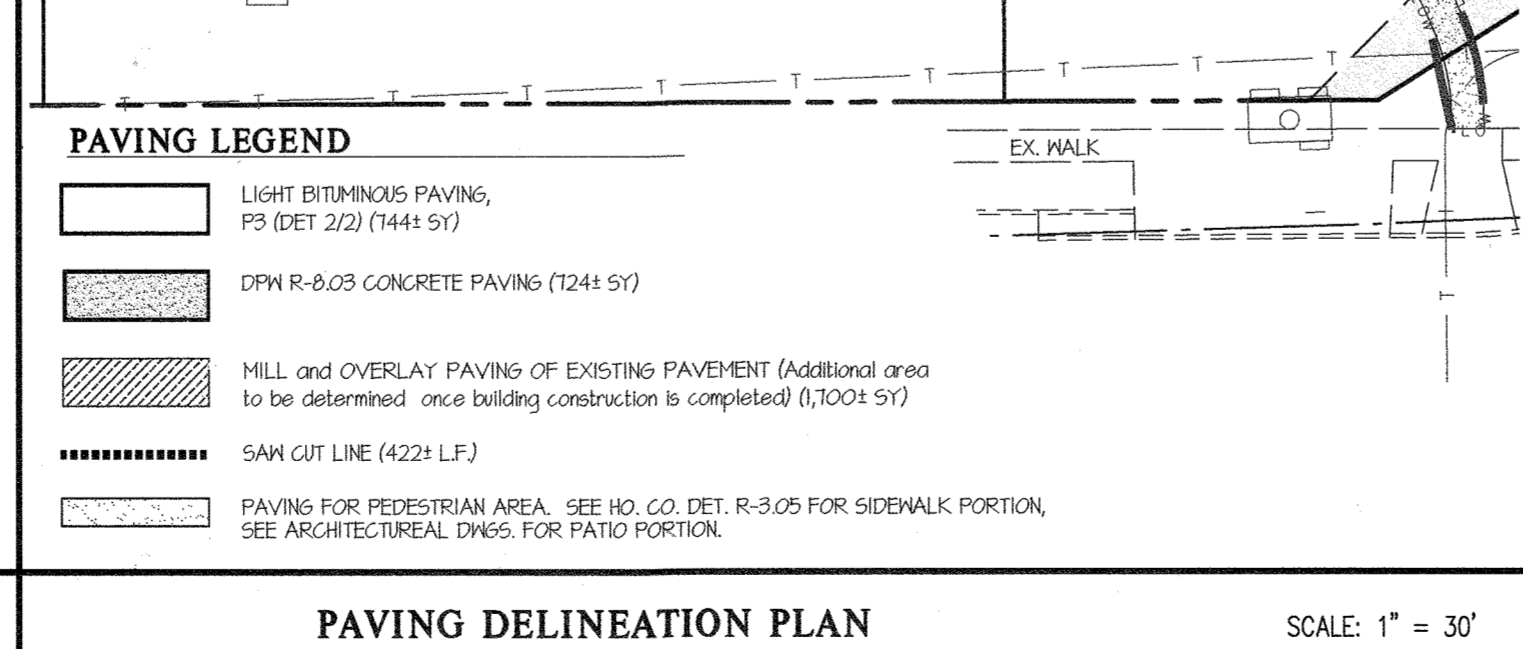 T T T T T T T T T T
FLOW
EX. WALK
PAVING LEGEND
LIGHT BITUMINOUS PAVING,
P3 (DET 2/2) (744± SY)
DPW R-8.03 CONCRETE PAVING (724± SY)
T
MILL and OVERLAY PAVING OF EXISTING PAVEMENT (Additional area
to be determined once building construction is completed) (1,700± SY)
SAW CUT LINE (422± L.F.)
PAVING FOR PEDESTRIAN AREA. SEE HO. CO. DET. R-3.05 FOR SIDEWALK PORTION,
SEE ARCHITECTUREAL DWGS. FOR PATIO PORTION.
PAVING DELINEATION PLAN
SCALE: 1" = 30'